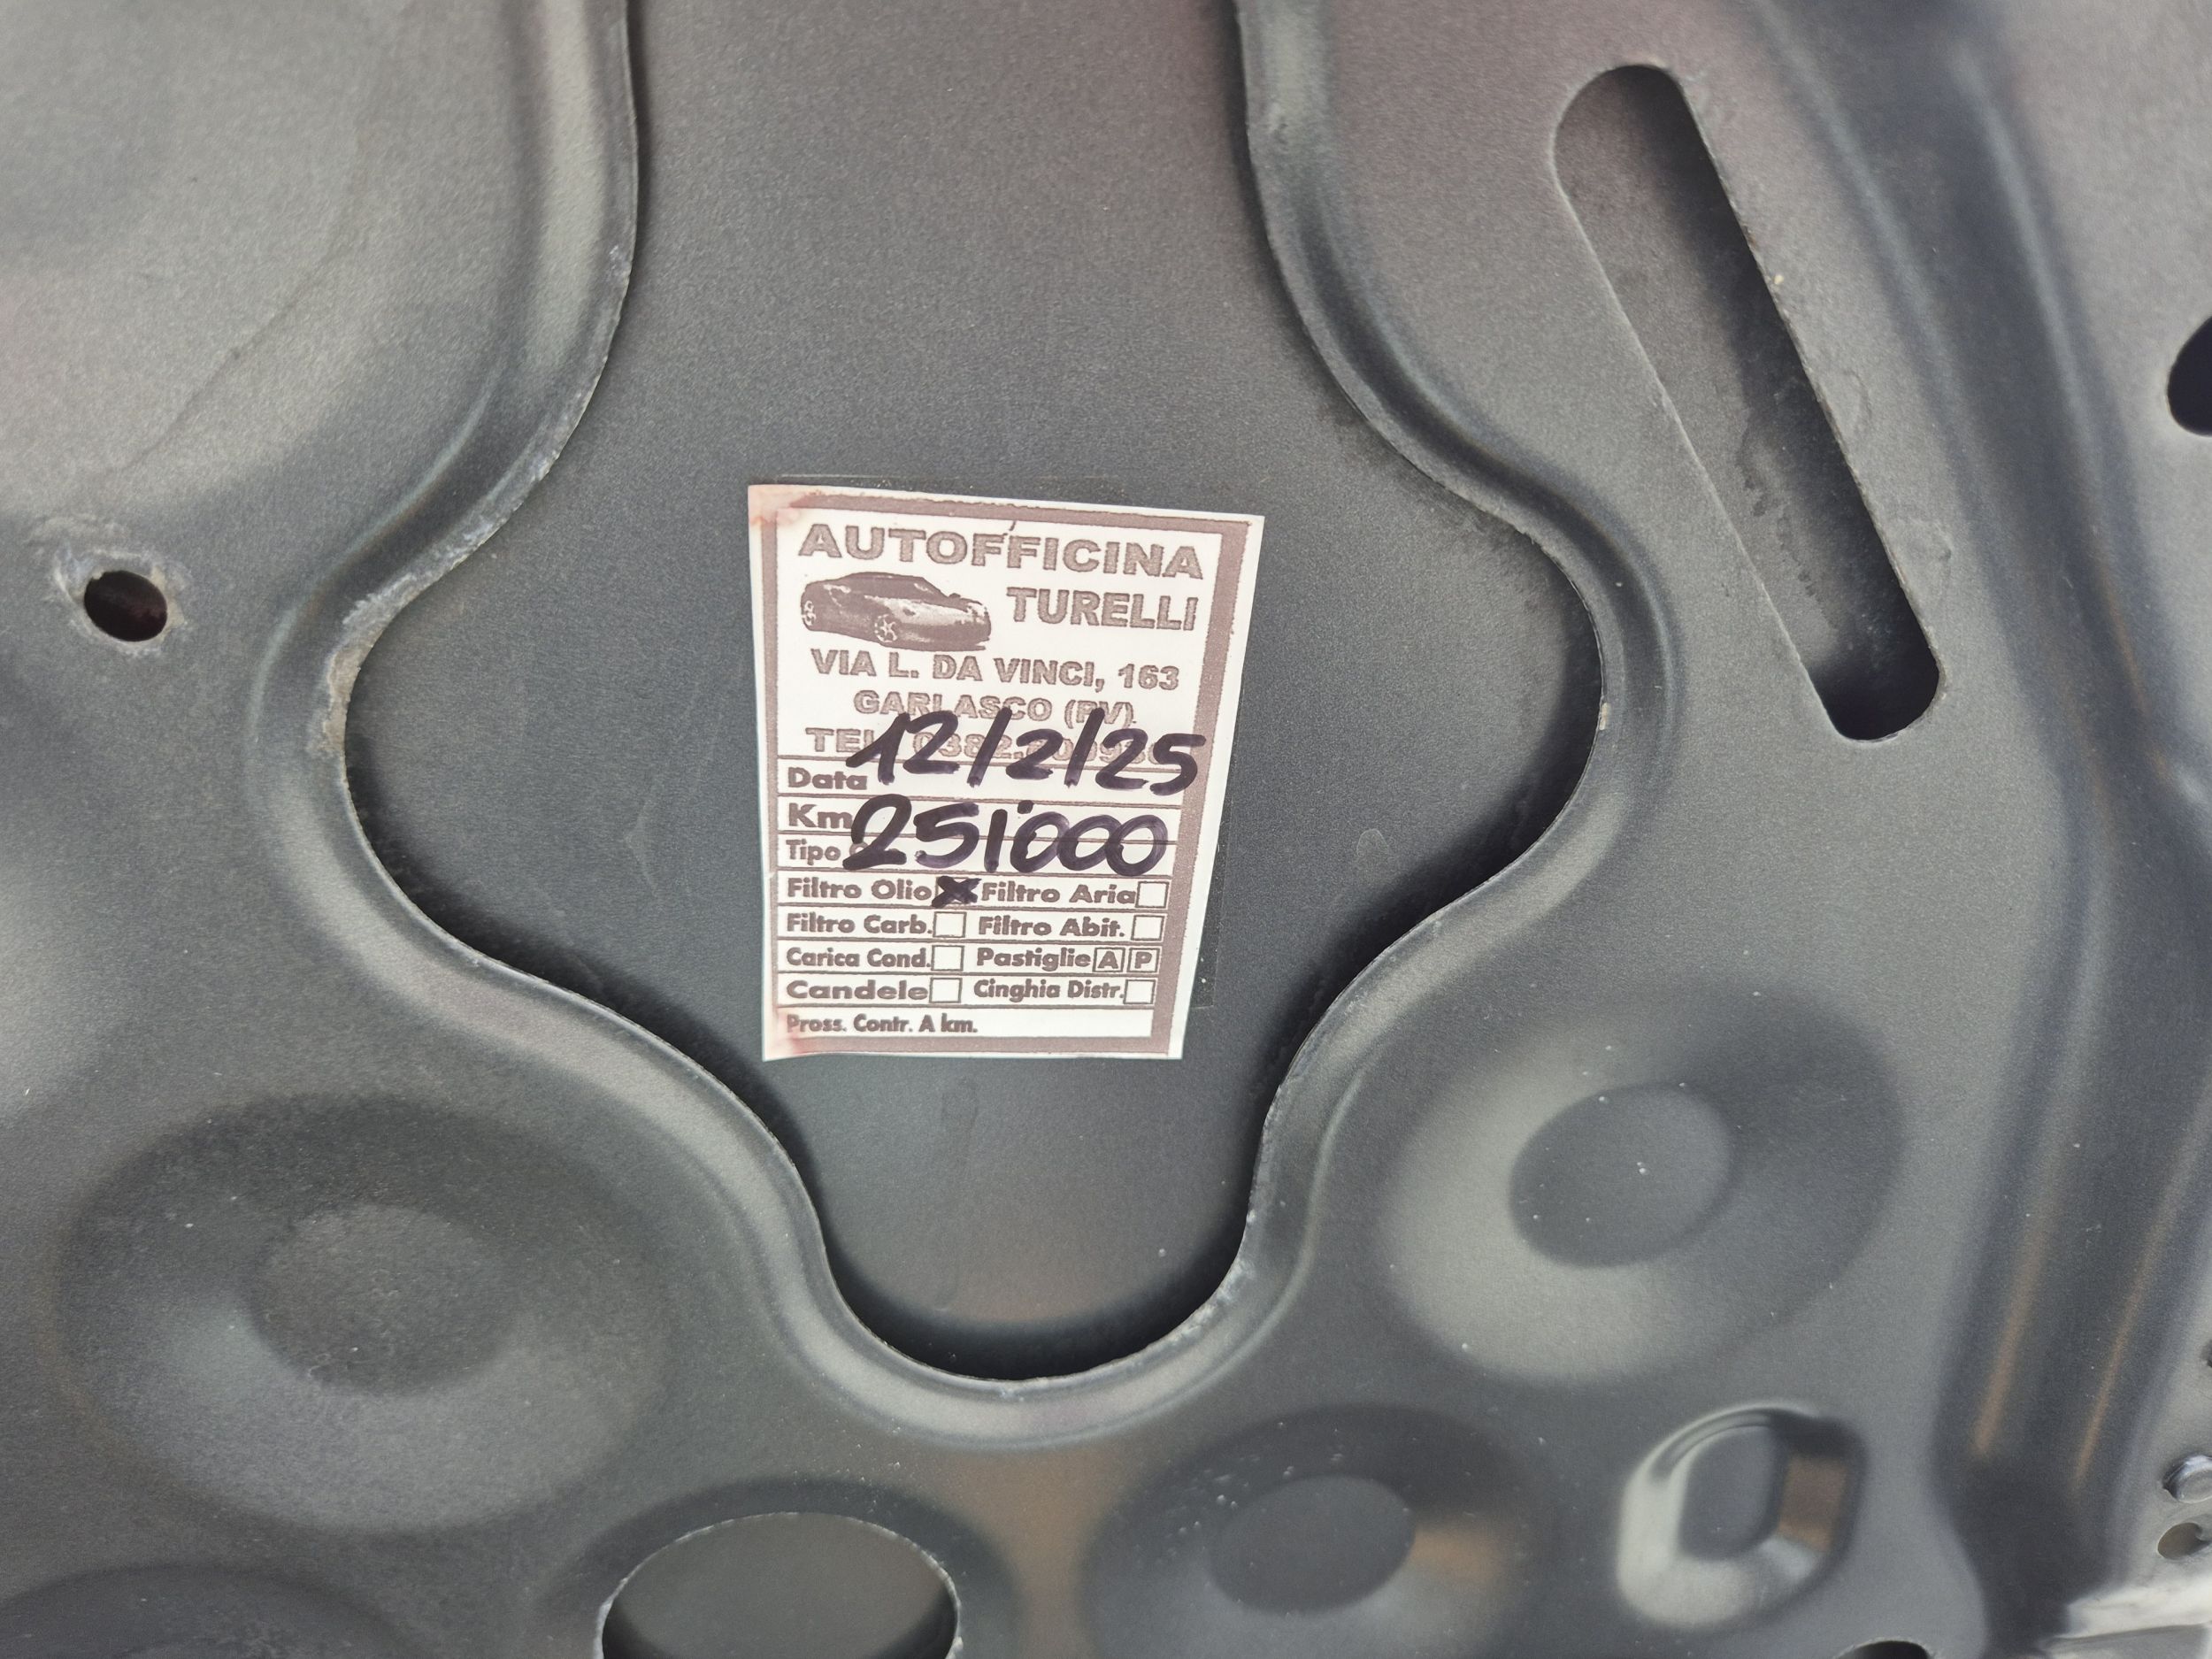 AUTOFFICINA
TURELLI
VIA L. DA VINCI, 163
GARLASCO (PV)
TEL.
Data 12/2/25
Km 251000
Tipo
Filtro Olio X Filtro Aria
Filtro Carb. Filtro Abit.
Carica Cond. Pastiglie A P
Candele Cinghia Distr.
Pross. Contr. A km.